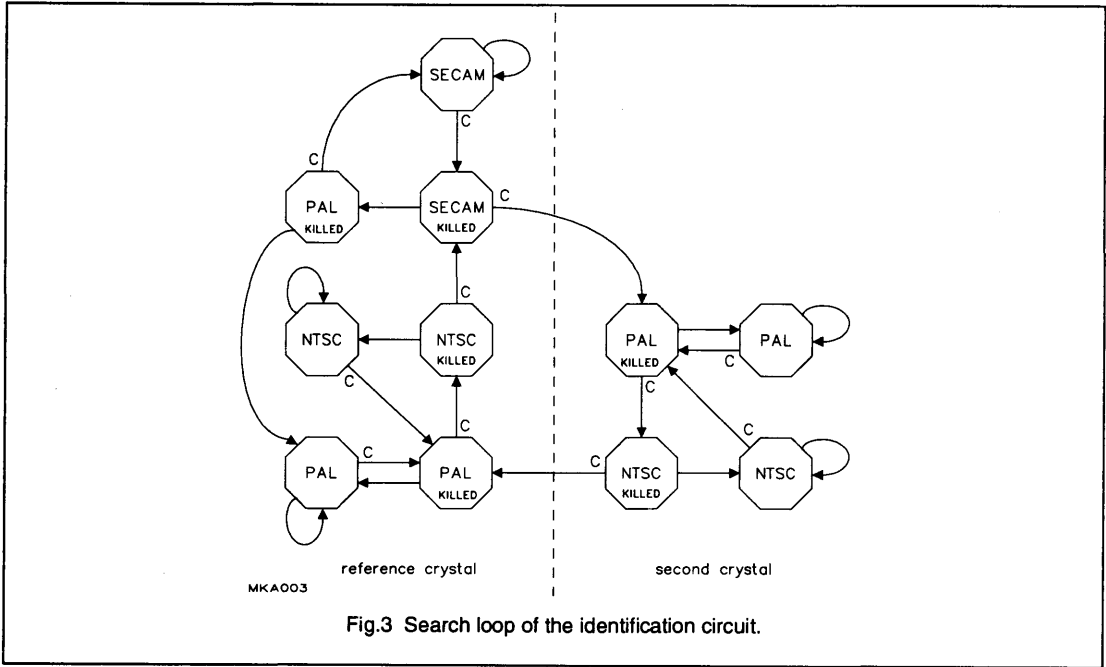 SECAM
C
C
C
PAL
KILLED
SECAM
KILLED
C
NTSC
NTSC
KILLED
PAL
KILLED
PAL
C
C
C
C
C
C
PAL
PAL
KILLED
C
NTSC
KILLED
NTSC
reference crystal
second crystal
MKA003
Fig.3 Search loop of the identification circuit.